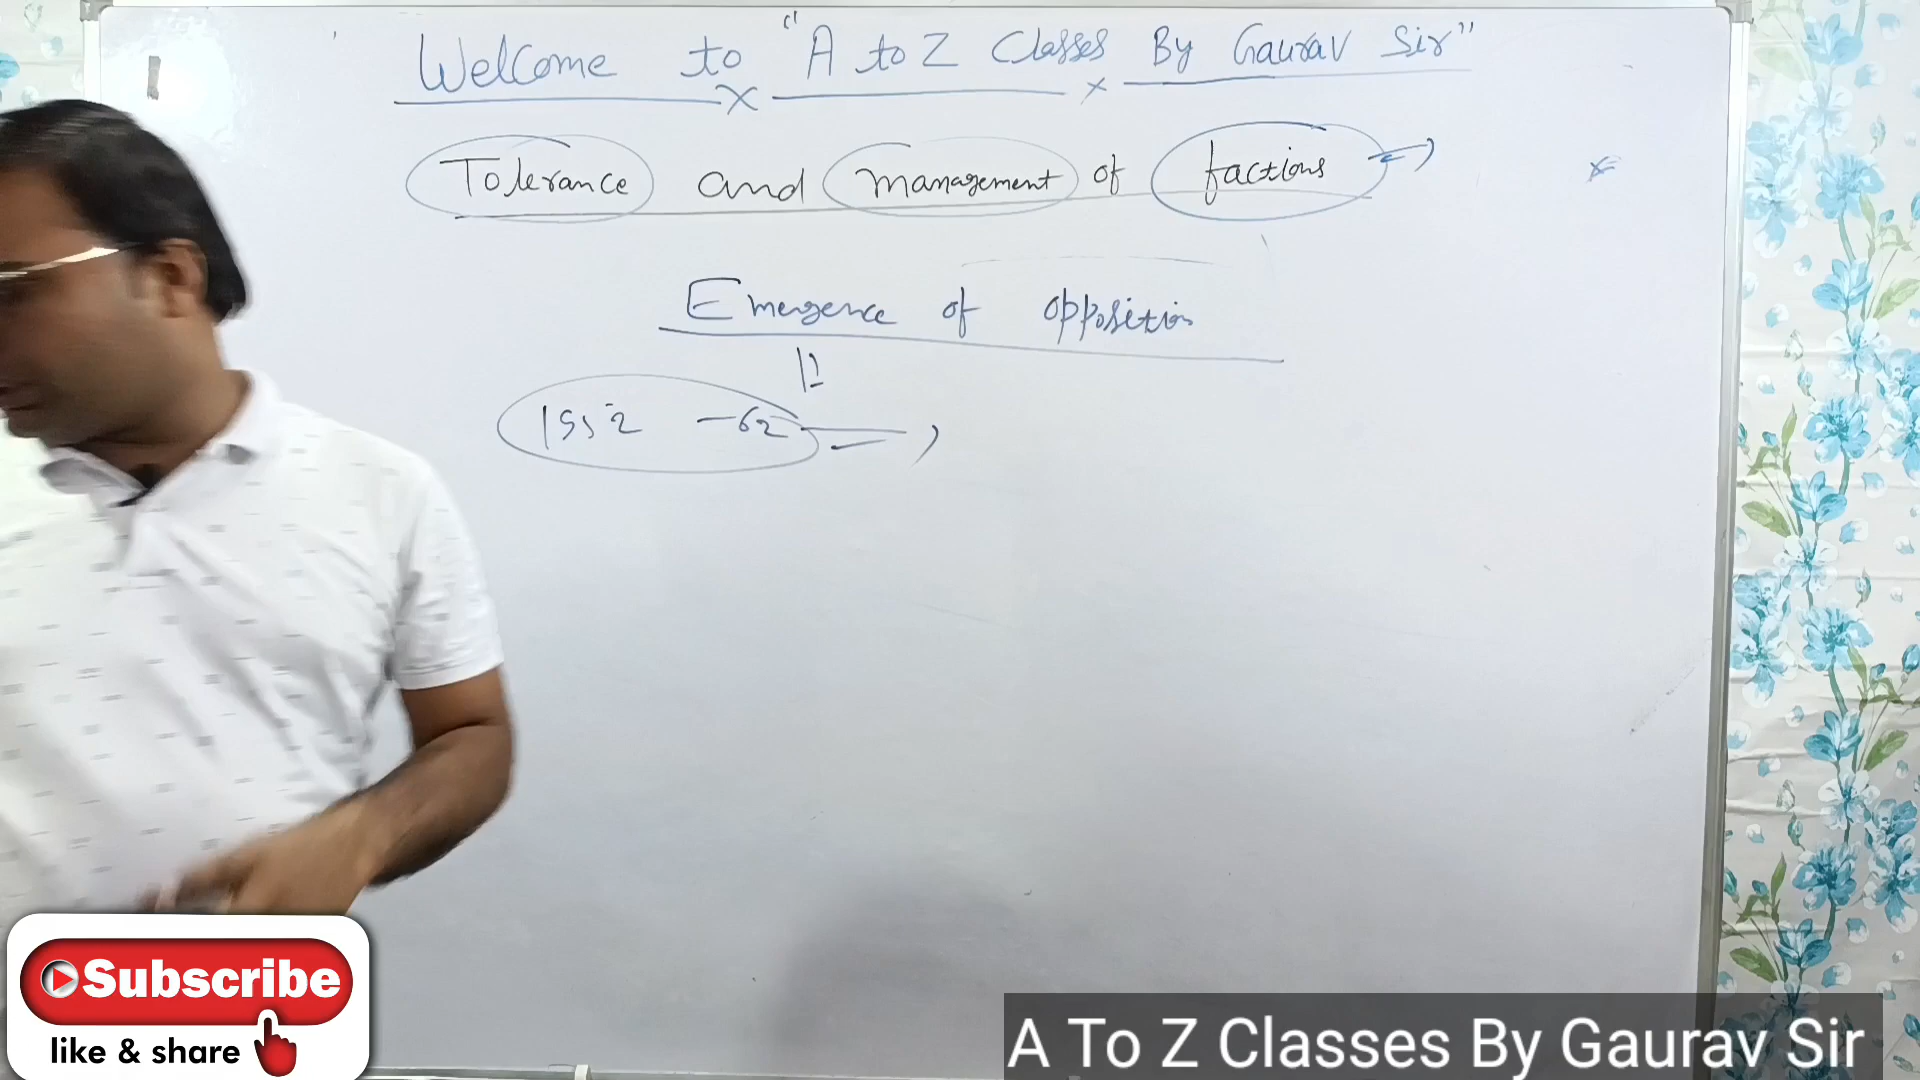 Welcome to "A to Z Classes By Gaurav Sir"
Tolerance and management of factions
Emergence of opposition
1952 -62
Subscribe
like & share
A To Z Classes By Gaurav Sir